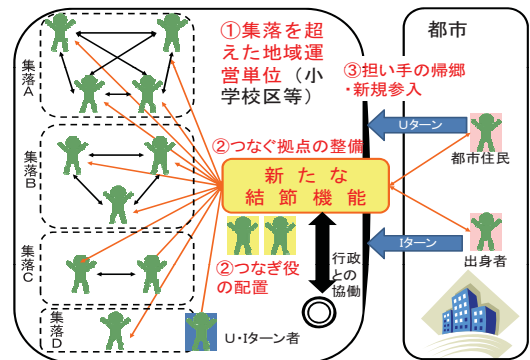 集落A
集落B
集落C
集落D
①集落を超
えた地域運
営単位（小
学校区等）
②つなぐ拠点の整備
新たな
結節機能
②つなぎ役
の配置
行政
との
協働
U・Iターン者
③担い手の帰郷
・新規参入
Uターン
Iターン
都市
都市住民
出身者